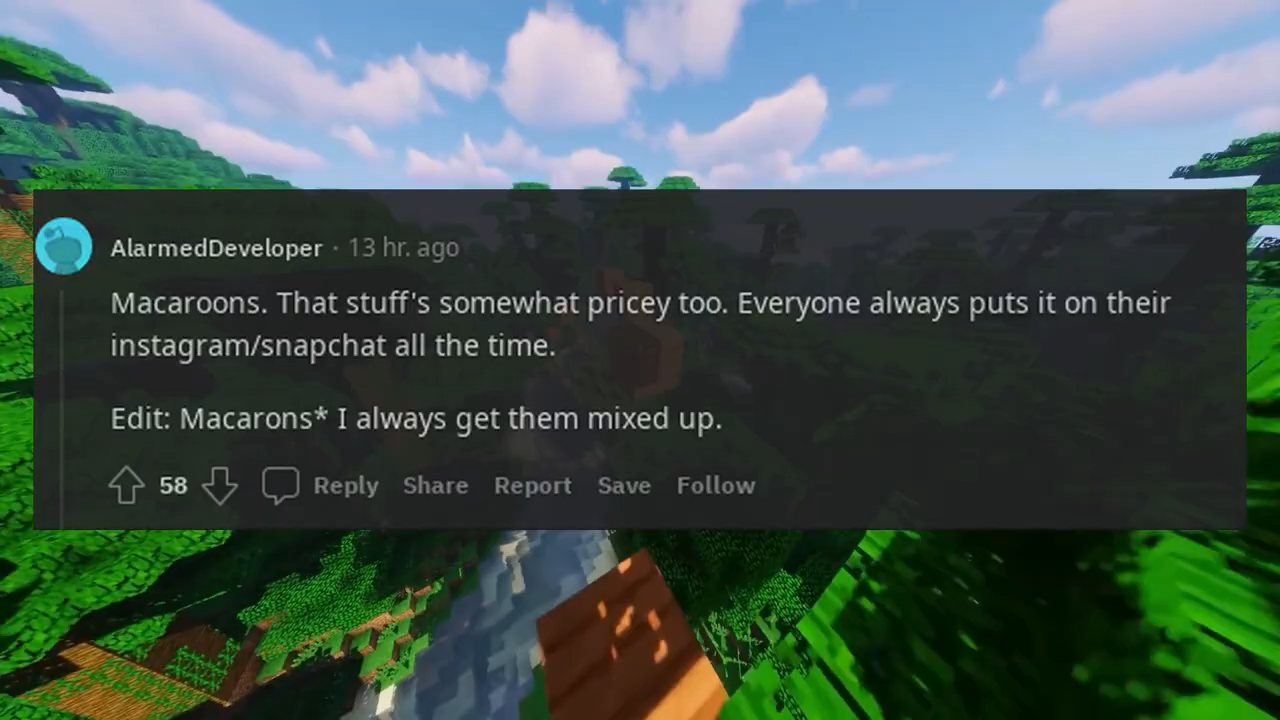 AlarmedDeveloper · 13 hr. ago
Macaroons. That stuff's somewhat pricey too. Everyone always puts it on their
instagram/snapchat all the time.
Edit: Macarons* I always get them mixed up.
58 Reply Share Report Save Follow